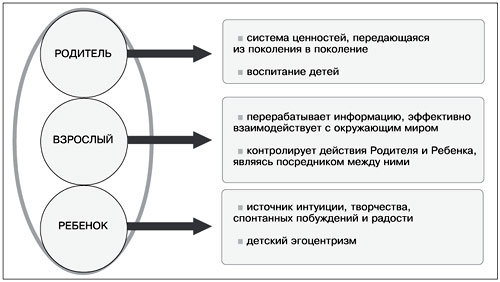 РОДИТЕЛЬ
система ценностей, передающаяся
из поколения в поколение
воспитание детей
ВЗРОСЛЫЙ
перерабатывает информацию, эффективно
взаимодействует с окружающим миром
контролирует действия Родителя и Ребенка,
являясь посредником между ними
РЕБЕНОК
источник интуиции, творчества,
спонтанных побуждений и радости
детский эгоцентризм